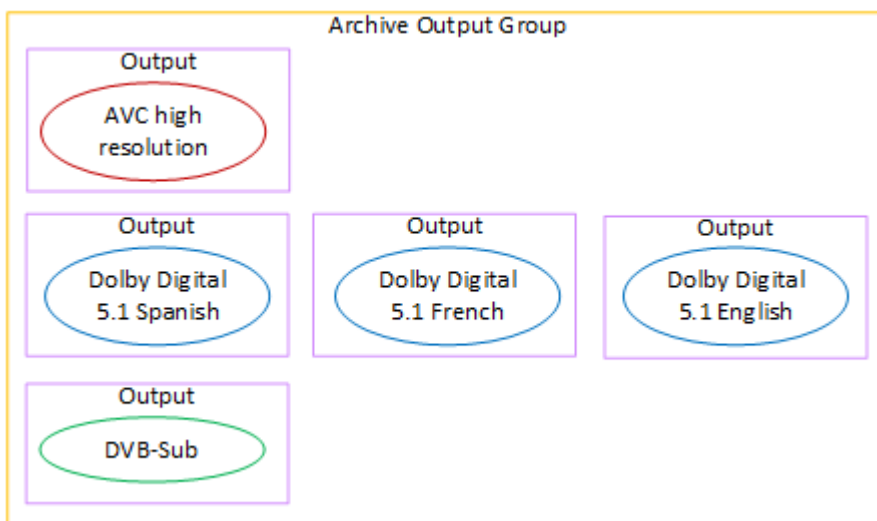 Archive Output Group
Output
AVC high
resolution
Output
Dolby Digital
5.1 Spanish
Output
Dolby Digital
5.1 French
Output
Dolby Digital
5.1 English
Output
DVB-Sub